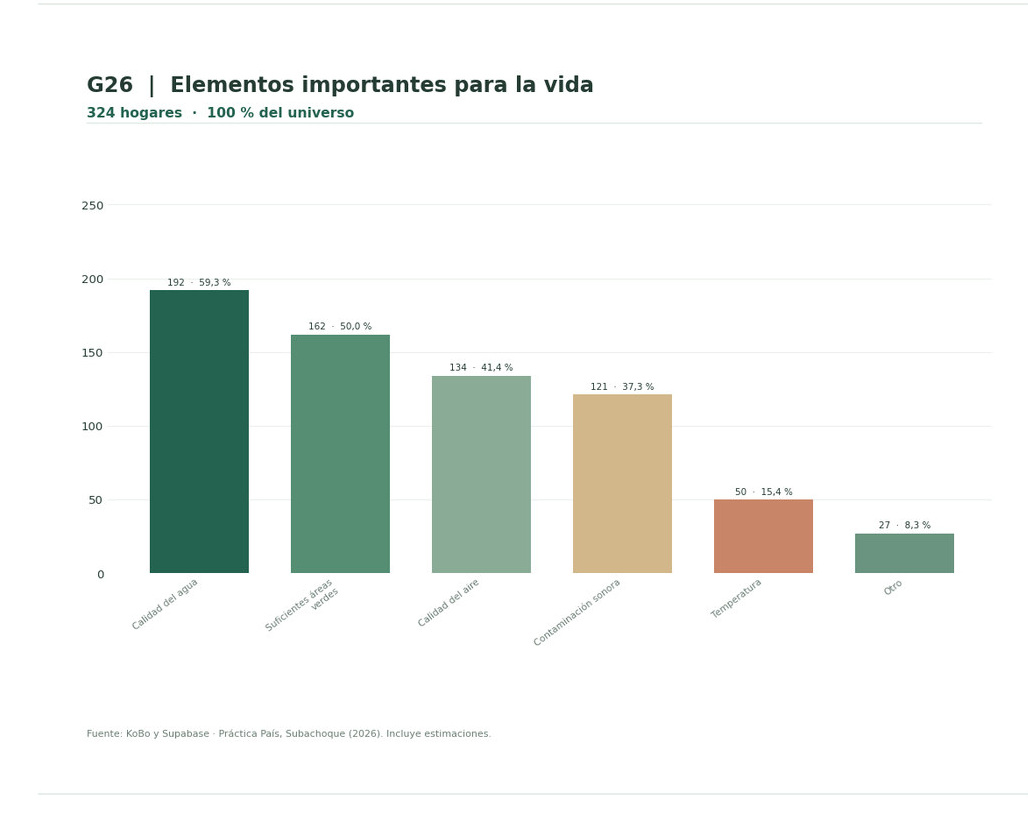 G26 | Elementos importantes para la vida
324 hogares · 100 % del universo
250
200
150
100
50
0
192 · 59,3 %
162 · 50,0 %
134 · 41,4 %
121 · 37,3 %
50 · 15,4 %
27 · 8,3 %
Calidad del agua
Suficientes áreas
verdes
Calidad del aire
Contaminación sonora
Temperatura
Otro
Fuente: KoBo y Supabase · Práctica País, Subachoque (2026). Incluye estimaciones.